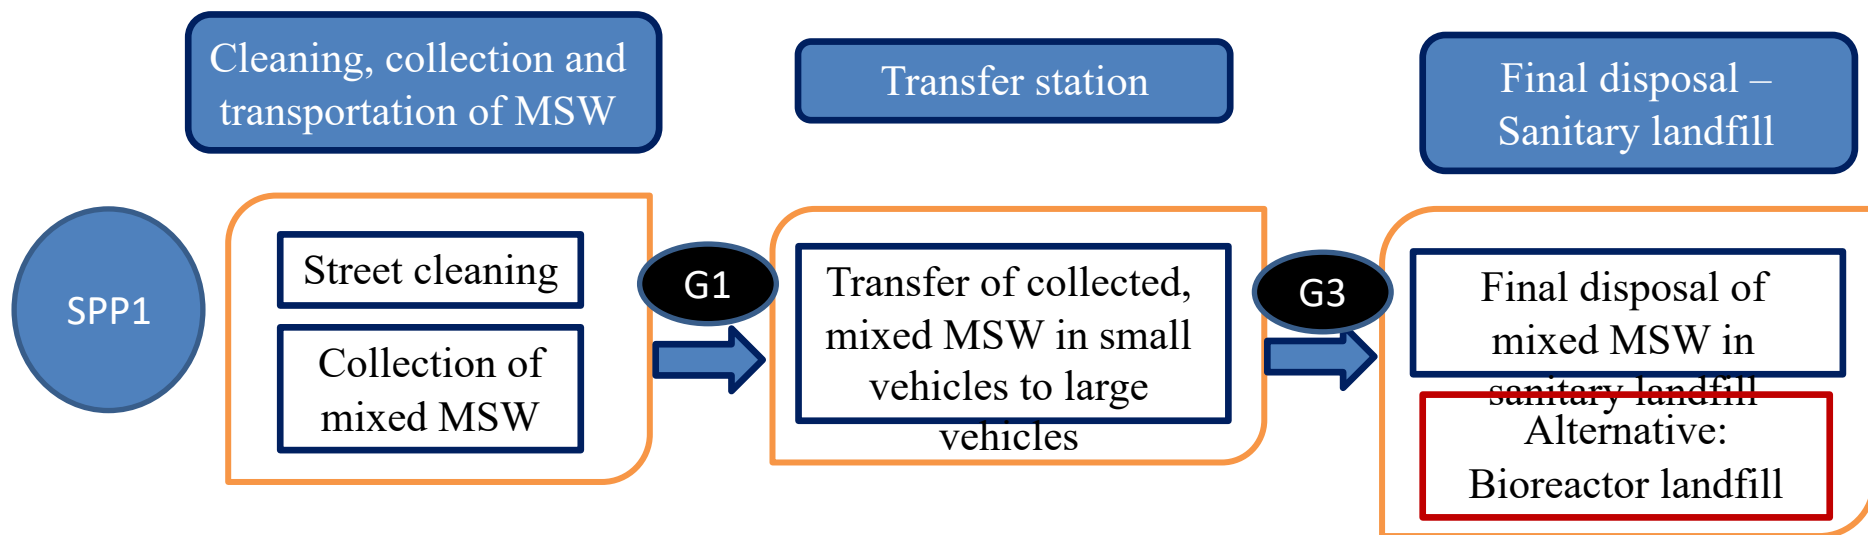 Cleaning, collection and
transportation of MSW
Transfer station
Final disposal –
Sanitary landfill
SPP1
Street cleaning
Collection of
mixed MSW
G1
Transfer of collected,
mixed MSW in small
vehicles to large
vehicles
G3
Final disposal of
mixed MSW in
sanitary landfill
Alternative:
Bioreactor landfill